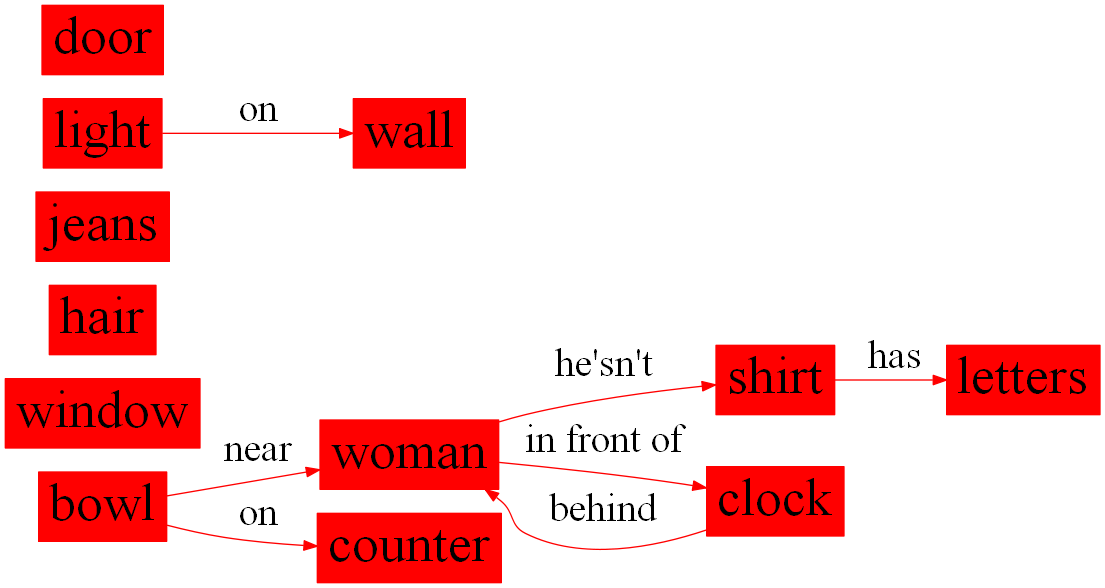 door
light
on
wall
jeans
hair
window
bowl
near
on
woman
counter
he'sn't
in front of
behind
shirt
clock
has
letters